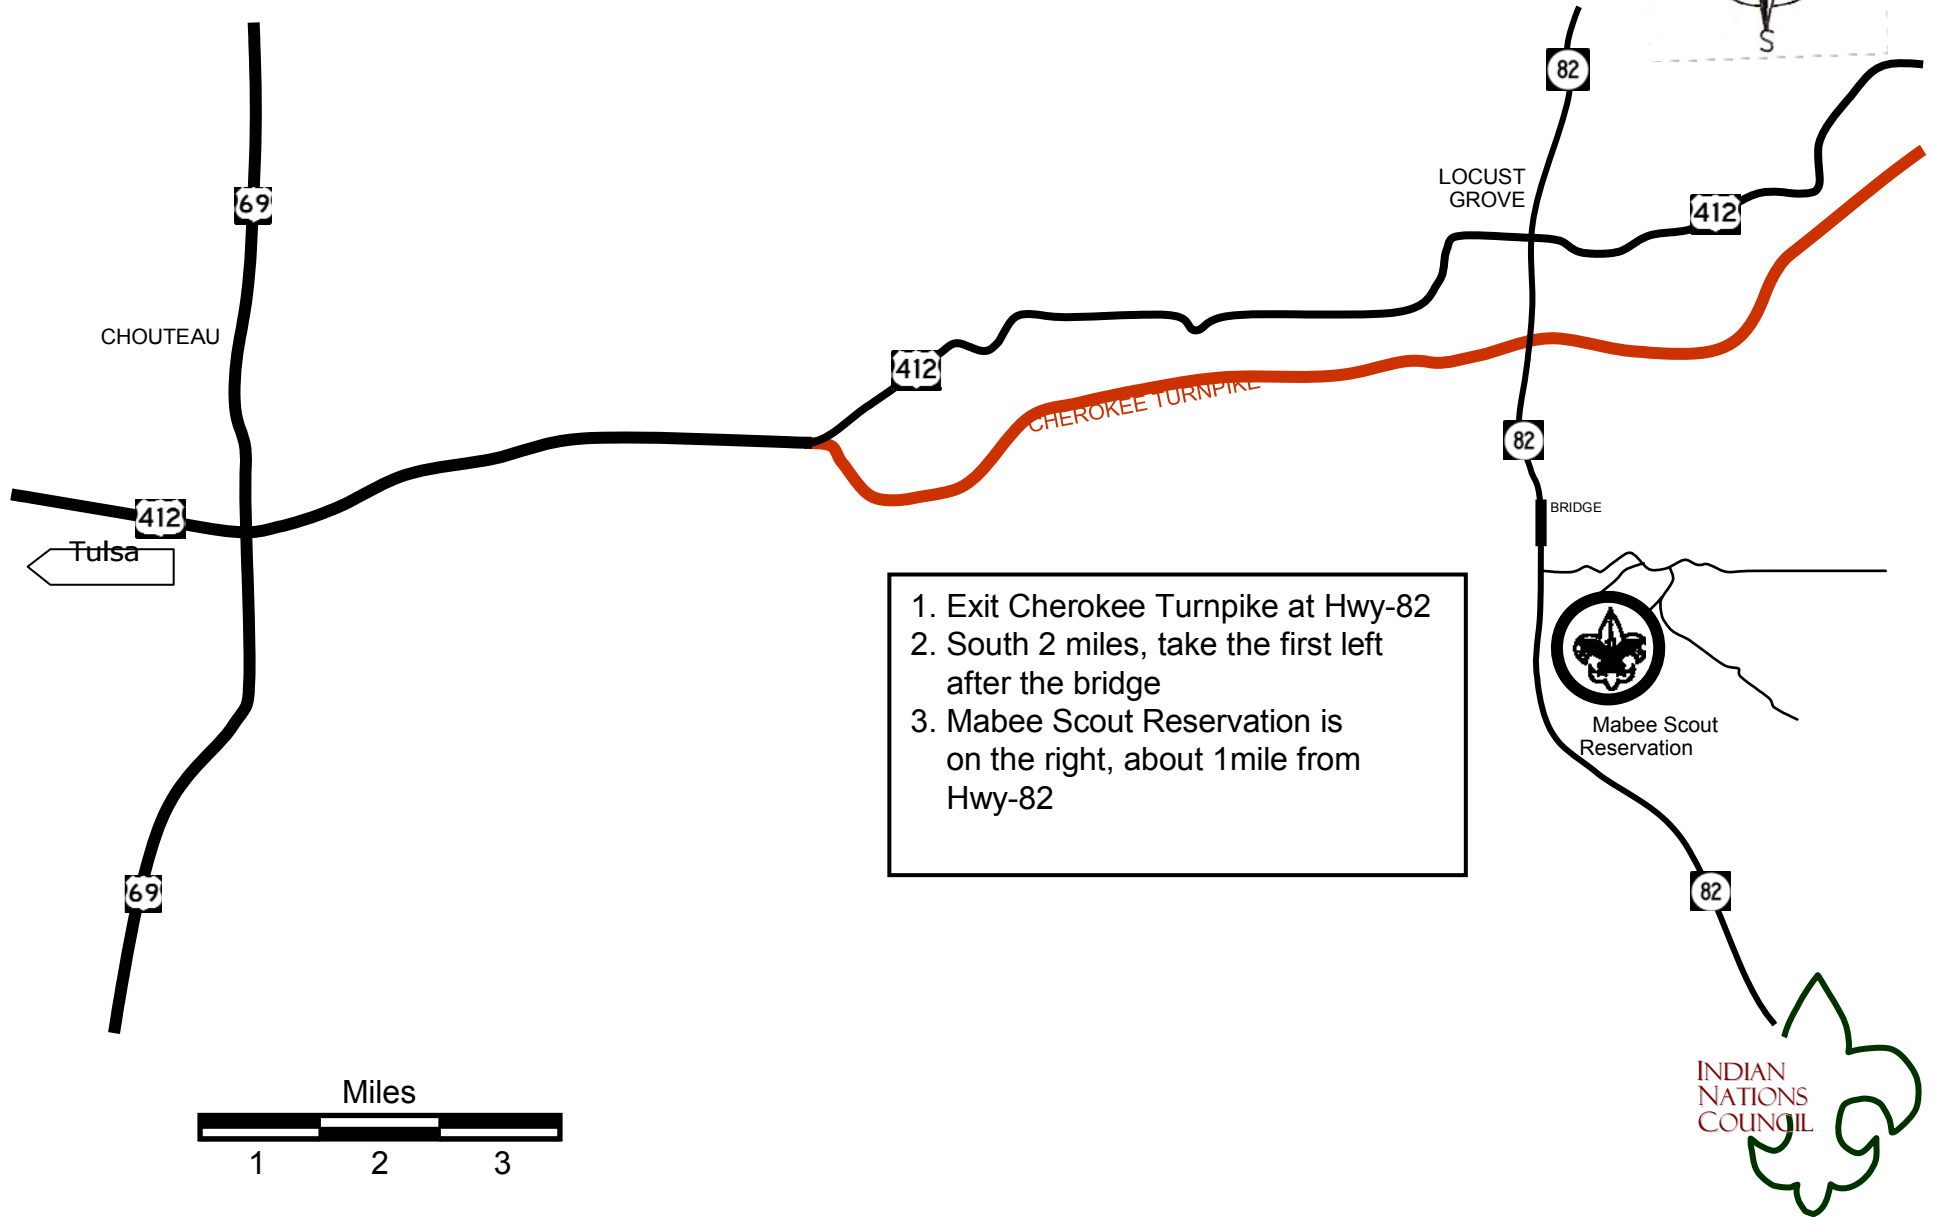 S
82
LOCUST
GROVE
69
412
CHOUTEAU
412
CHEROKEE TURNPIKE
82
412
BRIDGE
Tulsa
1. Exit Cherokee Turnpike at Hwy-82
2. South 2 miles, take the first left
after the bridge
3. Mabee Scout Reservation is
on the right, about 1mile from
Hwy-82
Mabee Scout
Reservation
69
82
INDIAN
NATIONS
COUNCIL
Miles
1 2 3